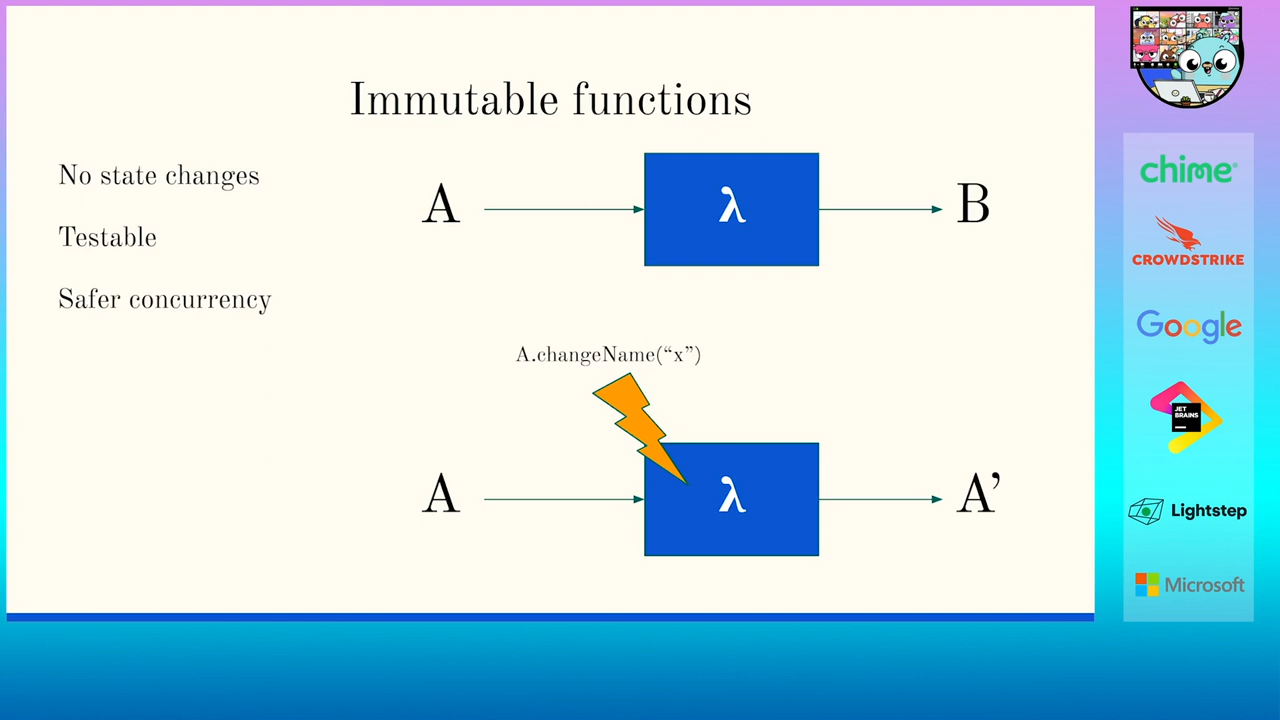 Immutable functions
No state changes
Testable
Safer concurrency
A
λ
B
A.changeName(“x”)
A
λ
A’
chime®
CROWDSTRIKE
Google
JET
BRAINS
Lightstep
Microsoft